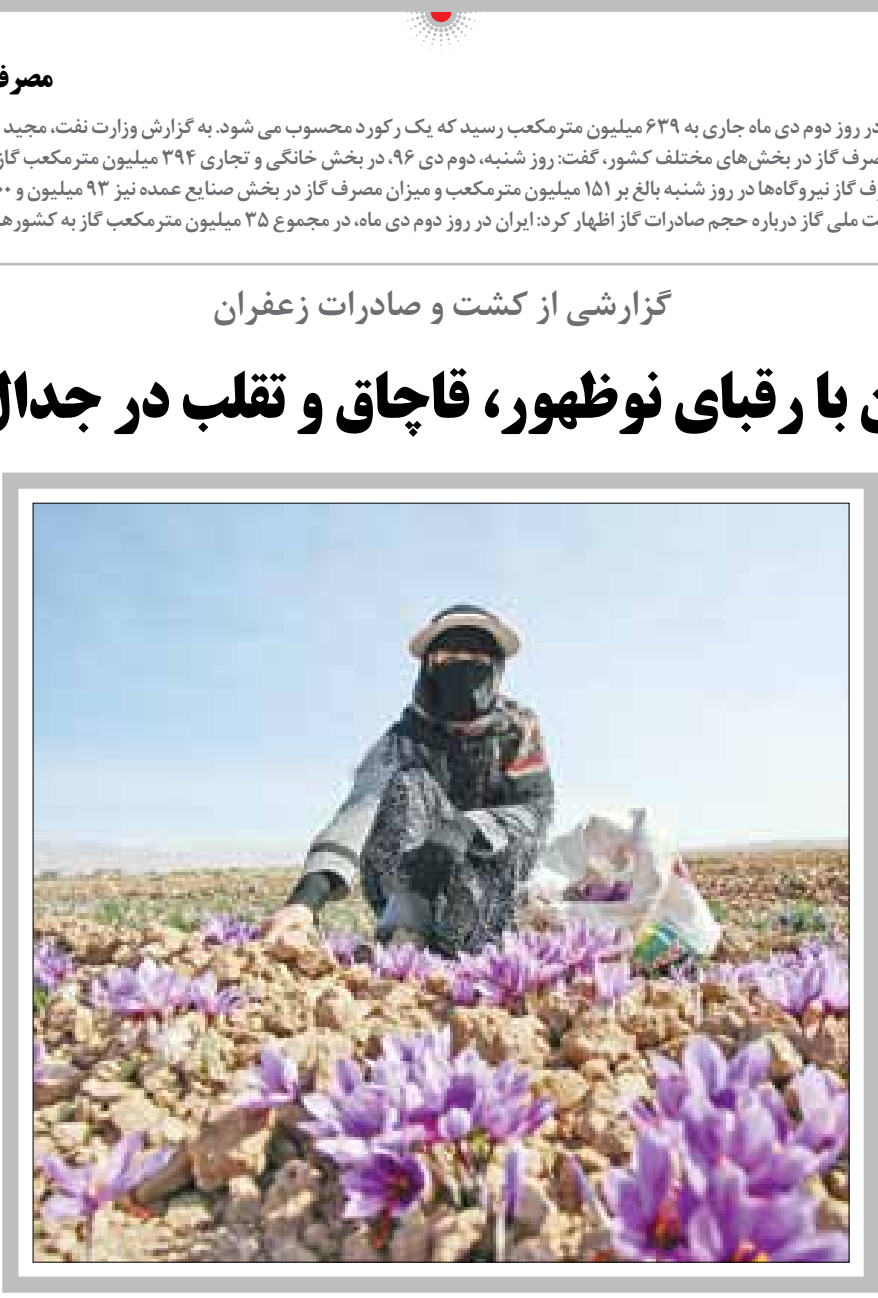 در روز دوم دی ماه جاری به ۶۳۹ میلیون مترمکعب رسید که یک رکورد محسوب می شود. به گزارش وزارت نفت، مجید
گاز در بخش‌های مختلف کشور، گفت: روز شنبه، دوم دی ۹۶، در بخش خانگی و تجاری ۳۹۴ میلیون مترمکعب گاز
گاز نیروگاه‌ها در روز شنبه بالغ بر ۱۵۱ میلیون مترمکعب و میزان مصرف گاز در بخش صنایع عمده نیز ۹۳ میلیون و
ملی گاز درباره حجم صادرات گاز اظهار کرد: ایران در روز دوم دی ماه، در مجموع ۳۵ میلیون مترمکعب گاز به
گزارشی از کشت و صادرات زعفران
با رقبای نوظهور، قاچاق و تقلب در جدال